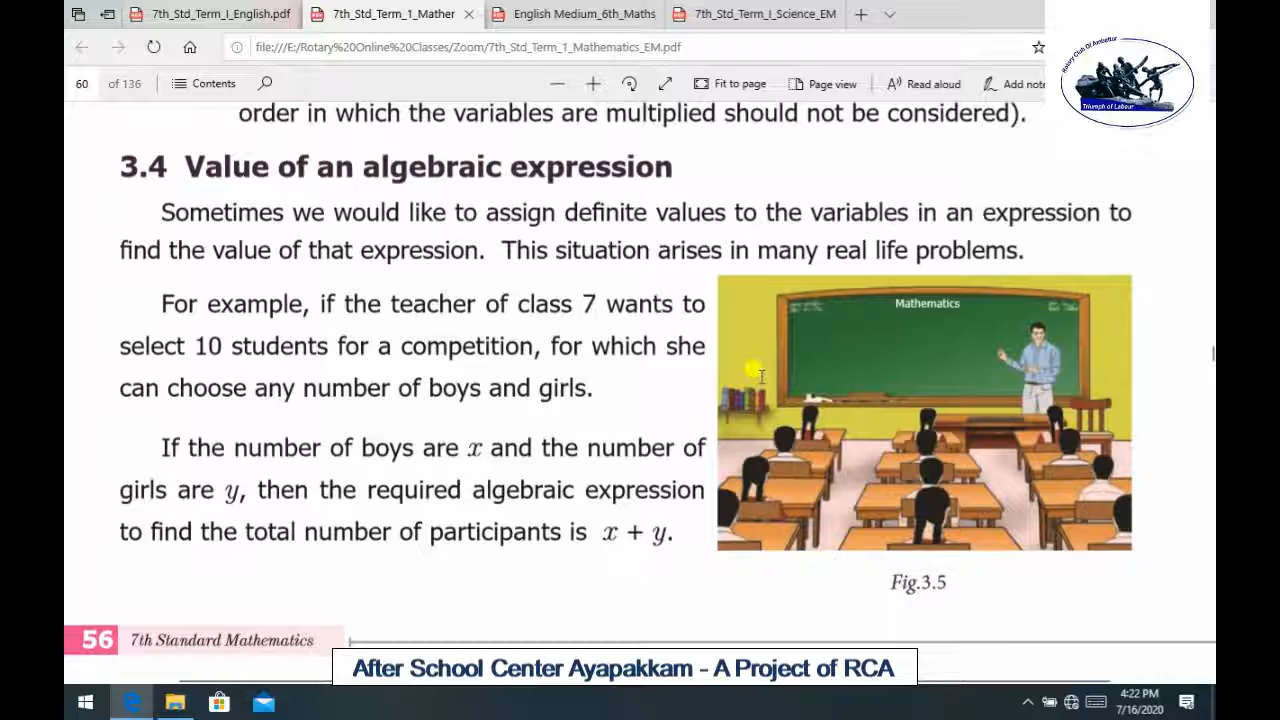 7th_Std_Term_I_English.pdf
7th_Std_Term_1_Mather
English Medium_6th_Maths
7th_Std_Term_I_Science_EM
file:///E:/Rotary%20Online%20Classes/Zoom/7th_Std_Term_1_Mathematics_EM.pdf
60 of 136
Contents
Fit to page
Page view
Read aloud
Add note
Rotary Club Of Ambattur
Triumph of Labour
order in which the variables are multiplied should not be considered).
3.4 Value of an algebraic expression
Sometimes we would like to assign definite values to the variables in an expression to
find the value of that expression. This situation arises in many real life problems.
For example, if the teacher of class 7 wants to
select 10 students for a competition, for which she
can choose any number of boys and girls.
If the number of boys are x and the number of
girls are y, then the required algebraic expression
to find the total number of participants is x + y.
Mathematics
Fig.3.5
56 7th Standard Mathematics
After School Center Ayapakkam - A Project of RCA
4:22 PM
7/16/2020